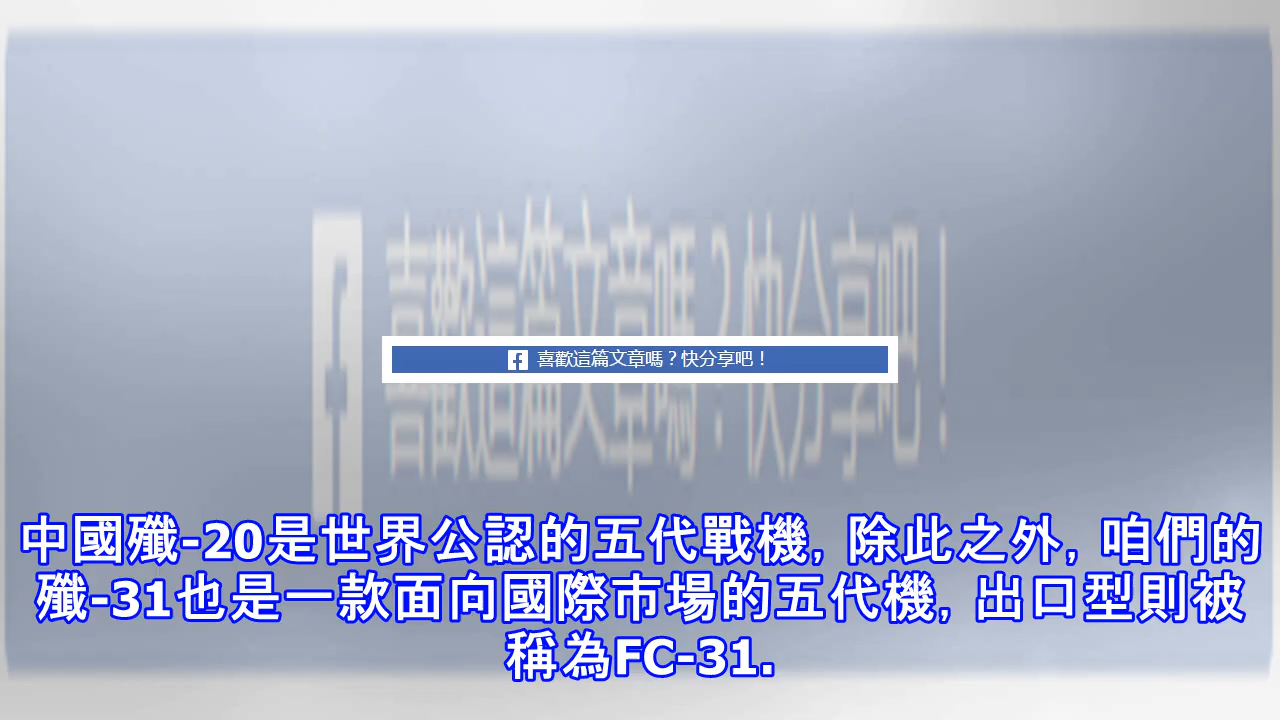 喜歡這篇文章嗎？快分享吧！
喜歡這篇文章嗎？快分享吧！
中國殲-20是世界公認的五代戰機, 除此之外, 咱們的
殲-31也是一款面向國際市場的五代機, 出口型則被
稱為FC-31.